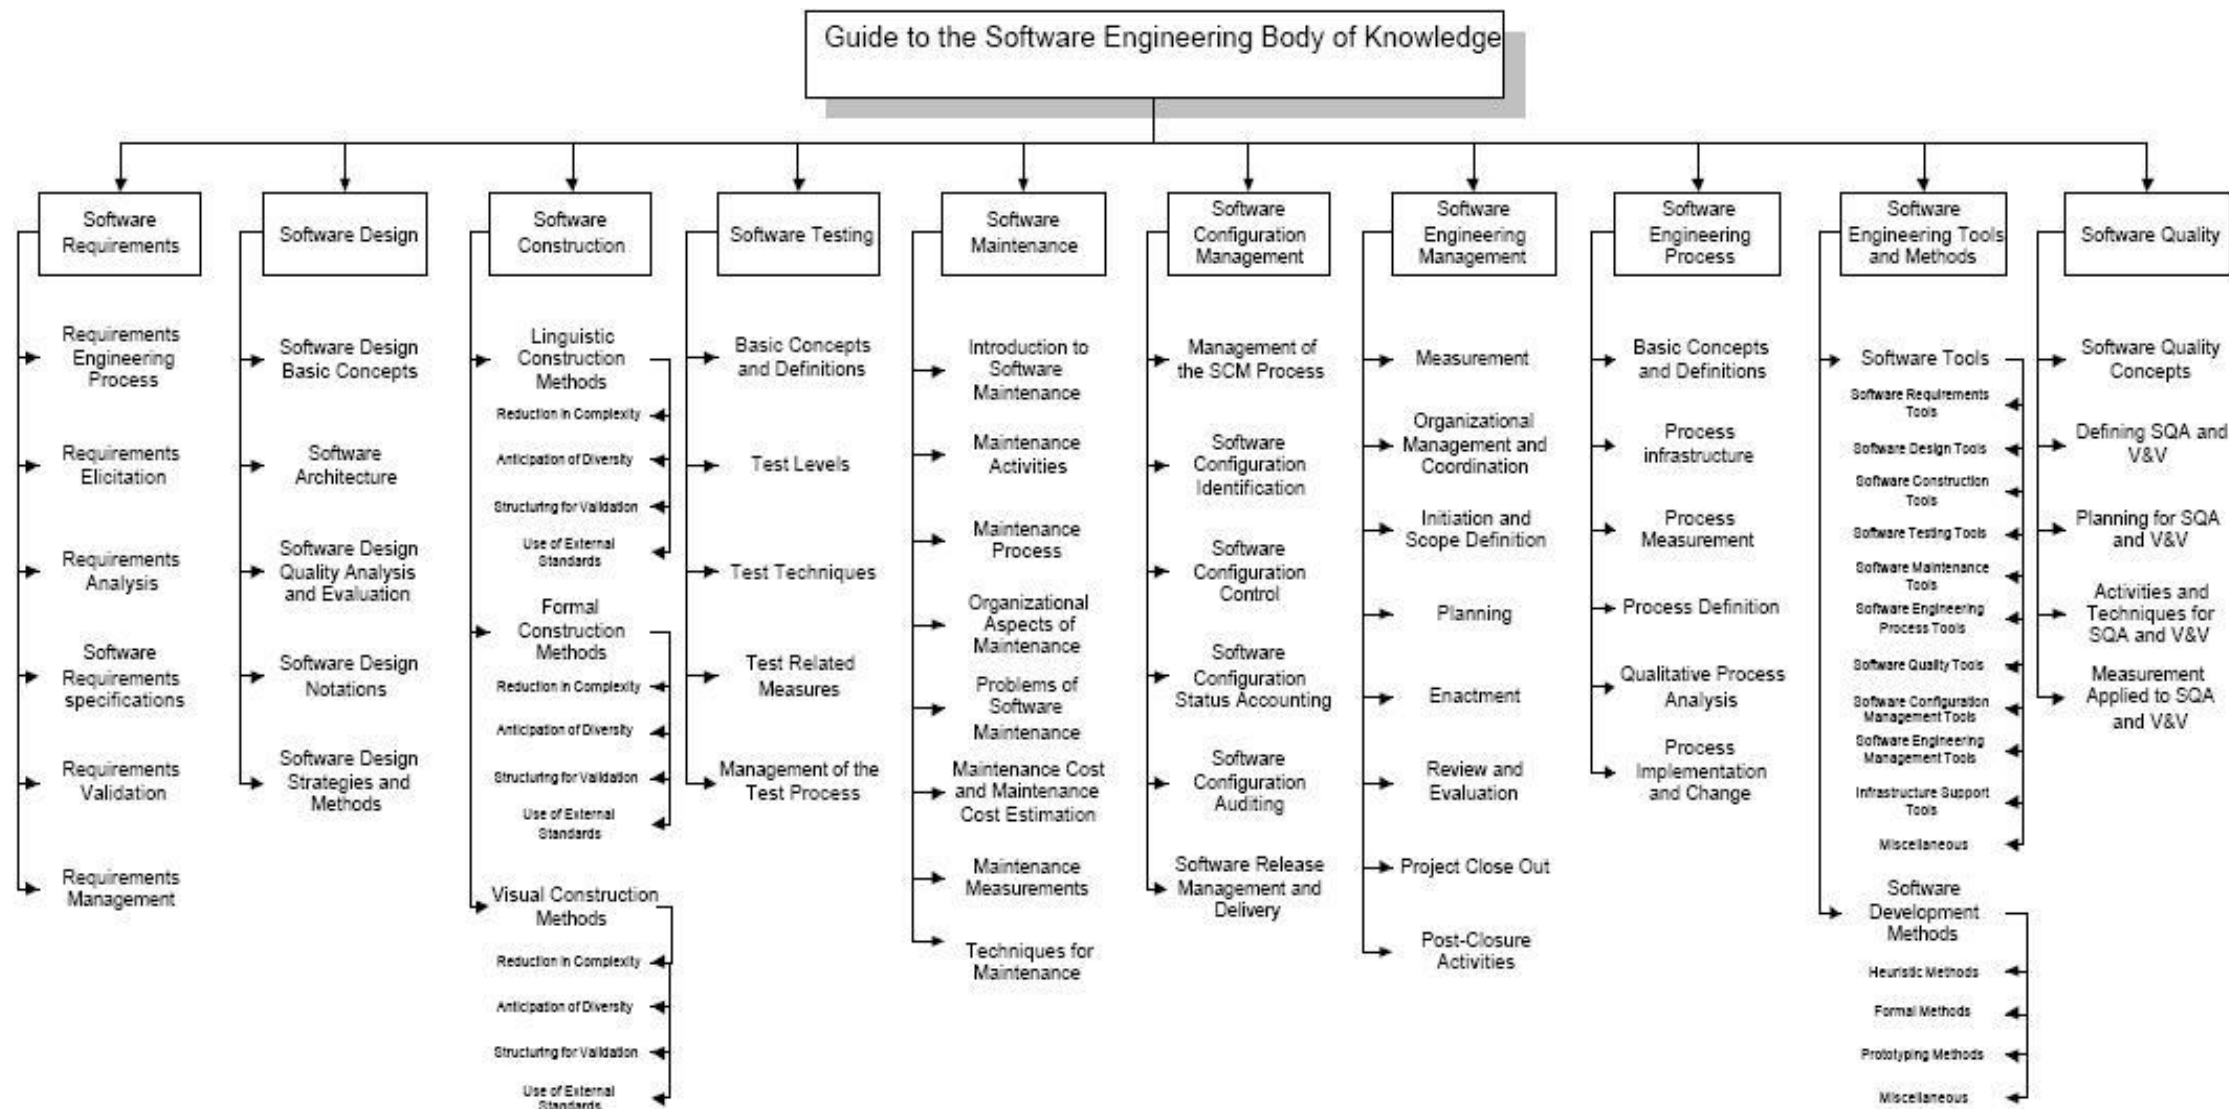 Guide to the Software Engineering Body of Knowledge
Software
Requirements
Requirements
Engineering
Process
Requirements
Elicitation
Requirements
Analysis
Software
Requirements
specifications
Requirements
Validation
Requirements
Management
Software Design
Software Design
Basic Concepts
Software
Architecture
Software Design
Quality Analysis
and Evaluation
Software Design
Notations
Software Design
Strategies and
Methods
Software
Construction
Linguistic
Construction
Methods
Reduction in Complexity
Anticipation of Diversity
Structuring for Validation
Use of External
Standards
Formal
Construction
Methods
Reduction in Complexity
Anticipation of Diversity
Structuring for Validation
Use of External
Standards
Visual Construction
Methods
Reduction in Complexity
Anticipation of Diversity
Structuring for Validation
Use of External
Standards
Software Testing
Basic Concepts
and Definitions
Test Levels
Test Techniques
Test Related
Measures
Management of the
Test Process
Software
Maintenance
Introduction to
Software
Maintenance
Maintenance
Activities
Maintenance
Process
Organizational
Aspects of
Maintenance
Problems of
Software
Maintenance
Maintenance Cost
and Maintenance
Cost Estimation
Maintenance
Measurements
Techniques for
Maintenance
Software
Configuration
Management
Management of
the SCM Process
Software
Configuration
Identification
Software
Configuration
Control
Software
Configuration
Status Accounting
Software
Configuration
Auditing
Software Release
Management and
Delivery
Software
Engineering
Management
Measurement
Organizational
Management and
Coordination
Initiation and
Scope Definition
Planning
Enactment
Review and
Evaluation
Project Close Out
Post-Closure
Activities
Software
Engineering
Process
Basic Concepts
and Definitions
Process
infrastructure
Process
Measurement
Process Definition
Qualitative Process
Analysis
Process
Implementation
and Change
Software
Engineering Tools
and Methods
Software Tools
Software Requirements
Tools
Software Design Tools
Software Construction
Tools
Software Testing Tools
Software Maintenance
Tools
Software Engineering
Process Tools
Software Quality Tools
Software Configuration
Management Tools
Software Engineering
Management Tools
Infrastructure Support
Tools
Miscellaneous
Software
Development
Methods
Heuristic Methods
Formal Methods
Prototyping Methods
Miscellaneous
Software Quality
Software Quality
Concepts
Defining SQA and
V&V
Planning for SQA
and V&V
Activities and
Techniques for
SQA and V&V
Measurement
Applied to SQA
and V&V